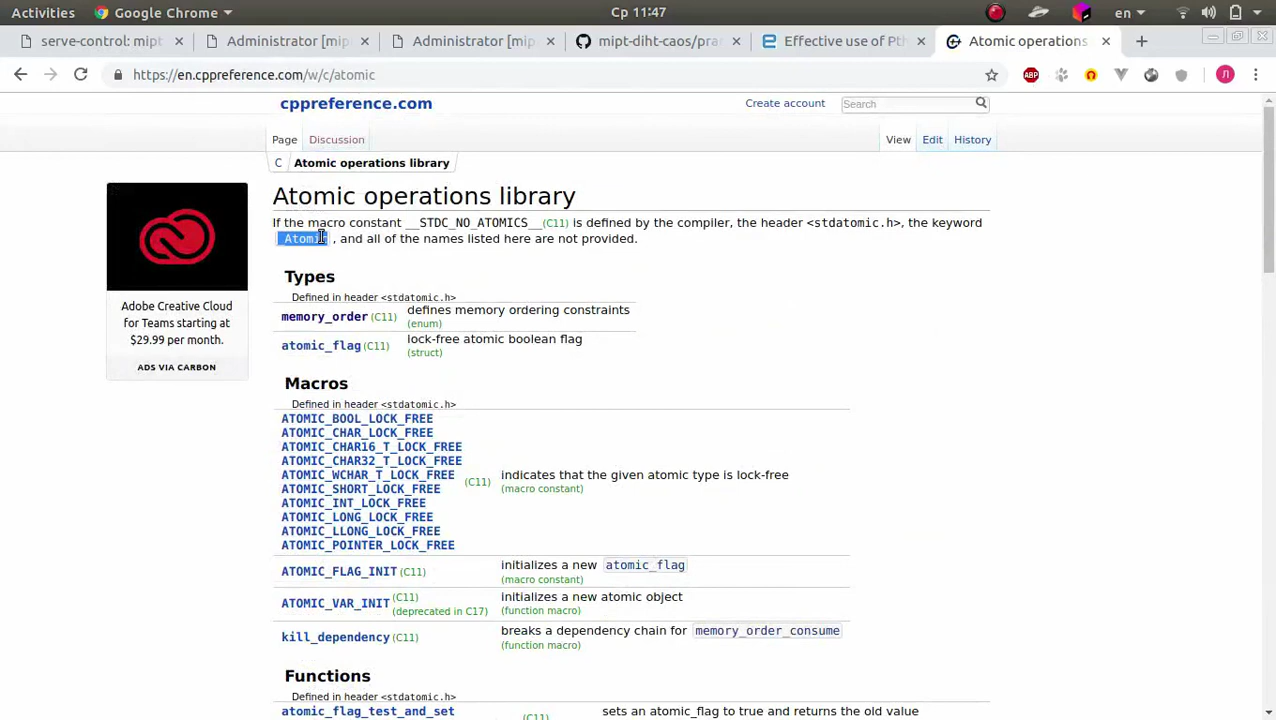 Activities Google Chrome Ср 11:47 en
serve-control: mipt Administrator [mip Administrator [mip mipt-diht-caos/prac Effective use of Pth Atomic operations
https://en.cppreference.com/w/c/atomic ABP Л
cppreference.com Create account Search
Page Discussion View Edit History
C Atomic operations library
Atomic operations library
If the macro constant __STDC_NO_ATOMICS__(C11) is defined by the compiler, the header <stdatomic.h>, the keyword
_Atomic , and all of the names listed here are not provided.
Adobe Creative Cloud
for Teams starting at
$29.99 per month.
ADS VIA CARBON
Types
Defined in header <stdatomic.h>
memory_order(C11) defines memory ordering constraints
(enum)
atomic_flag(C11) lock-free atomic boolean flag
(struct)
Macros
Defined in header <stdatomic.h>
ATOMIC_BOOL_LOCK_FREE
ATOMIC_CHAR_LOCK_FREE
ATOMIC_CHAR16_T_LOCK_FREE
ATOMIC_CHAR32_T_LOCK_FREE
ATOMIC_WCHAR_T_LOCK_FREE
ATOMIC_SHORT_LOCK_FREE
ATOMIC_INT_LOCK_FREE
ATOMIC_LONG_LOCK_FREE
ATOMIC_LLONG_LOCK_FREE
ATOMIC_POINTER_LOCK_FREE
(C11)
indicates that the given atomic type is lock-free
(macro constant)
ATOMIC_FLAG_INIT(C11) initializes a new atomic_flag
(macro constant)
ATOMIC_VAR_INIT (C11)
(deprecated in C17)
initializes a new atomic object
(function macro)
kill_dependency(C11) breaks a dependency chain for memory_order_consume
(function macro)
Functions
Defined in header <stdatomic.h>
atomic_flag_test_and_set (C11) sets an atomic_flag to true and returns the old value